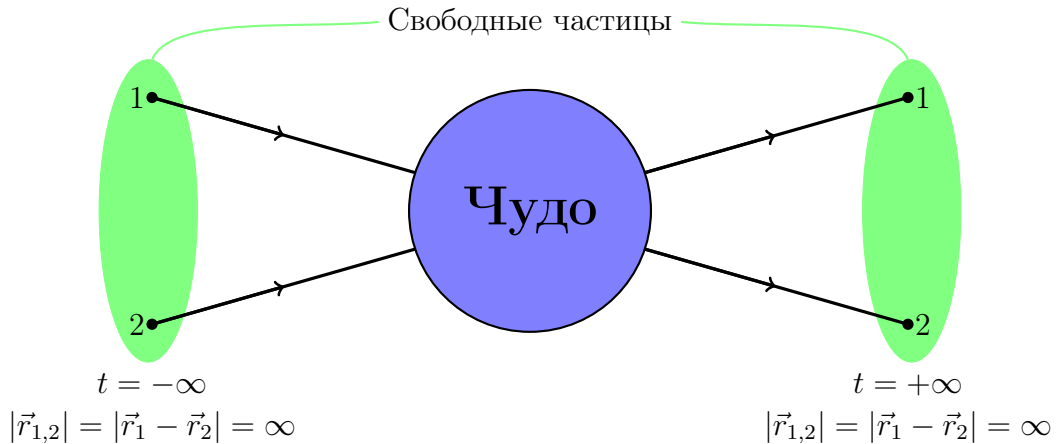 Свободные частицы
1
1
Чудо
2
2
t = −∞
t = +∞
|r⃗₁,₂| = |r⃗₁ − r⃗₂| = ∞
|r⃗₁,₂| = |r⃗₁ − r⃗₂| = ∞